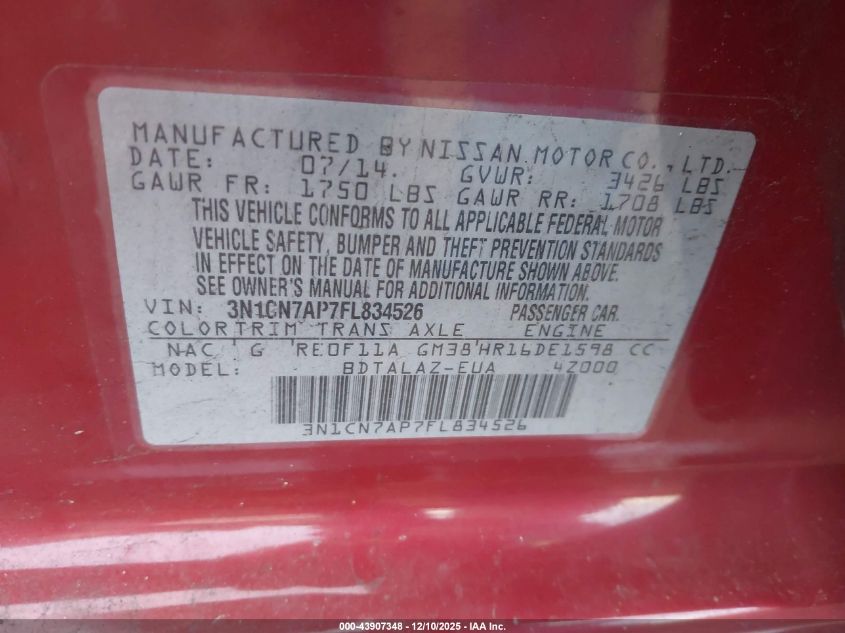 MANUFACTURED BY NISSAN MOTOR CO., LTD.
DATE: 07/14. GVWR: 3426 LBS
GAWR FR: 1750 LBS GAWR RR: 1708 LBS
THIS VEHICLE CONFORMS TO ALL APPLICABLE FEDERAL MOTOR
VEHICLE SAFETY, BUMPER AND THEFT PREVENTION STANDARDS
IN EFFECT ON THE DATE OF MANUFACTURE SHOWN ABOVE.
SEE OWNER'S MANUAL FOR ADDITIONAL INFORMATION.
VIN: 3N1CN7AP7FL834526 PASSENGER CAR.
COLOR TRIM TRANS AXLE ENGINE
NAC G RE0F11A GM38 HR16DE1598 CC
MODEL: BDTALAZ-EUA 4Z000
3N1CN7AP7FL834526
000-43907348 - 12/10/2025 - IAA Inc.